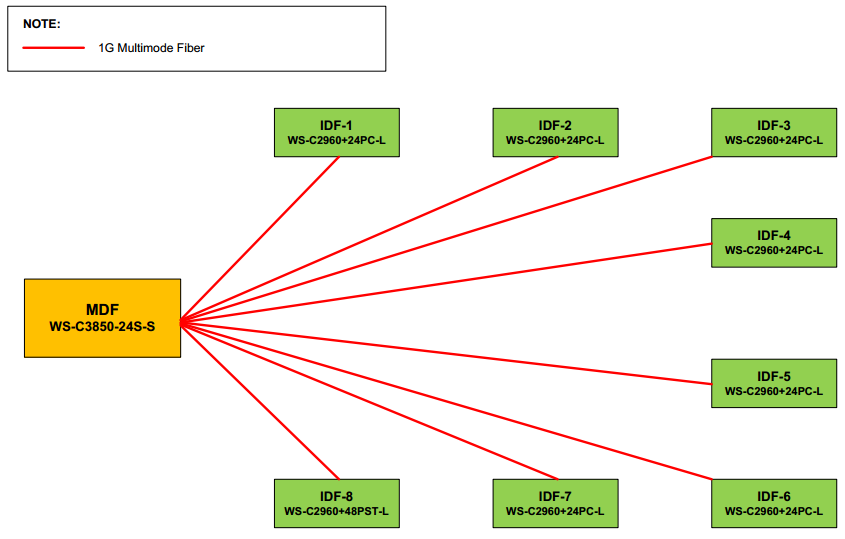 NOTE:
1G Multimode Fiber
IDF-1
WS-C2960+24PC-L
IDF-2
WS-C2960+24PC-L
IDF-3
WS-C2960+24PC-L
IDF-4
WS-C2960+24PC-L
MDF
WS-C3850-24S-S
IDF-5
WS-C2960+24PC-L
IDF-8
WS-C2960+48PST-L
IDF-7
WS-C2960+24PC-L
IDF-6
WS-C2960+24PC-L